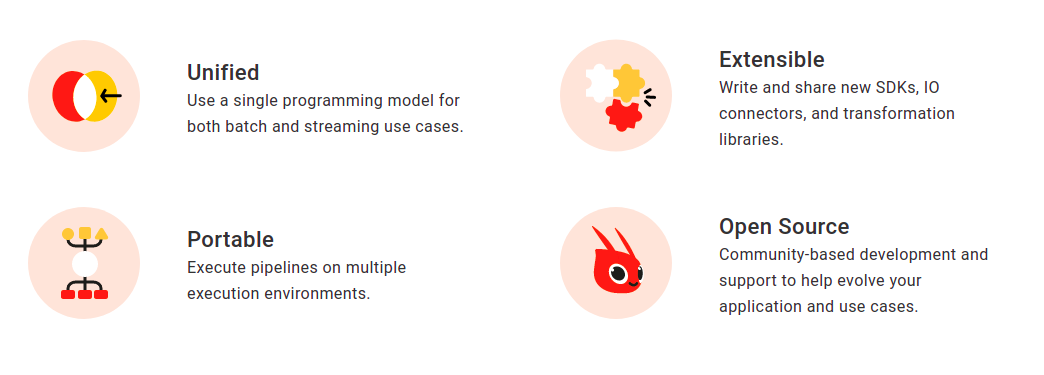 Unified
Use a single programming model for
both batch and streaming use cases.
Extensible
Write and share new SDKs, IO
connectors, and transformation
libraries.
Portable
Execute pipelines on multiple
execution environments.
Open Source
Community-based development and
support to help evolve your
application and use cases.